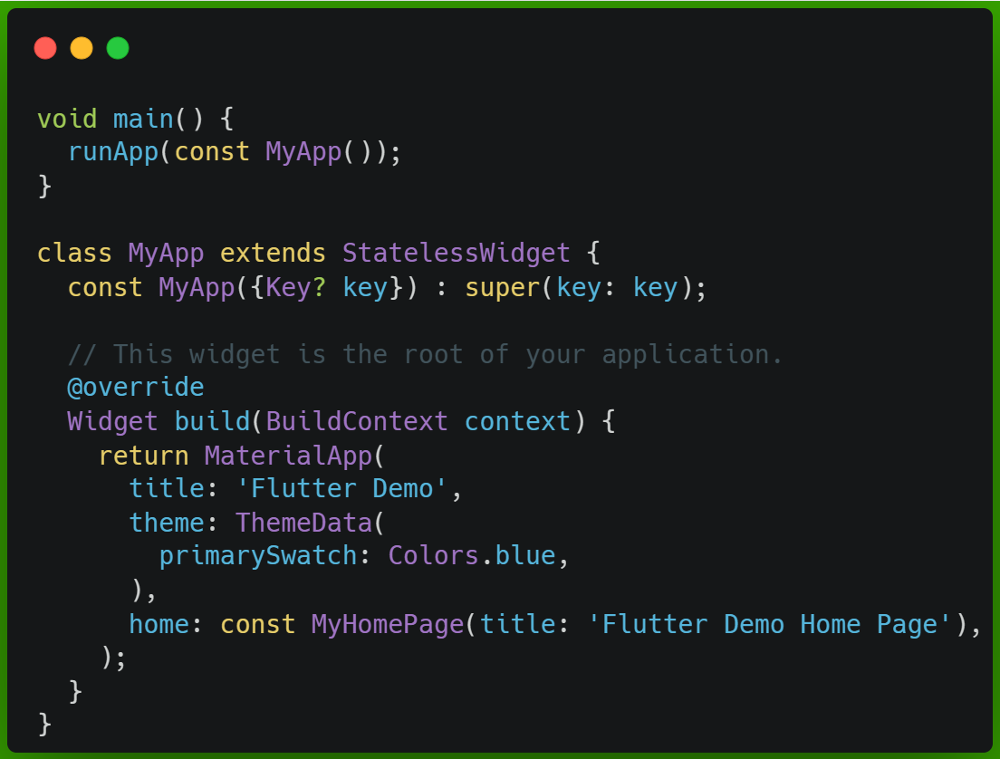 void main() {
  runApp(const MyApp());
}

class MyApp extends StatelessWidget {
  const MyApp({Key? key}) : super(key: key);

  // This widget is the root of your application.
  @override
  Widget build(BuildContext context) {
    return MaterialApp(
      title: 'Flutter Demo',
      theme: ThemeData(
        primarySwatch: Colors.blue,
      ),
      home: const MyHomePage(title: 'Flutter Demo Home Page'),
    );
  }
}